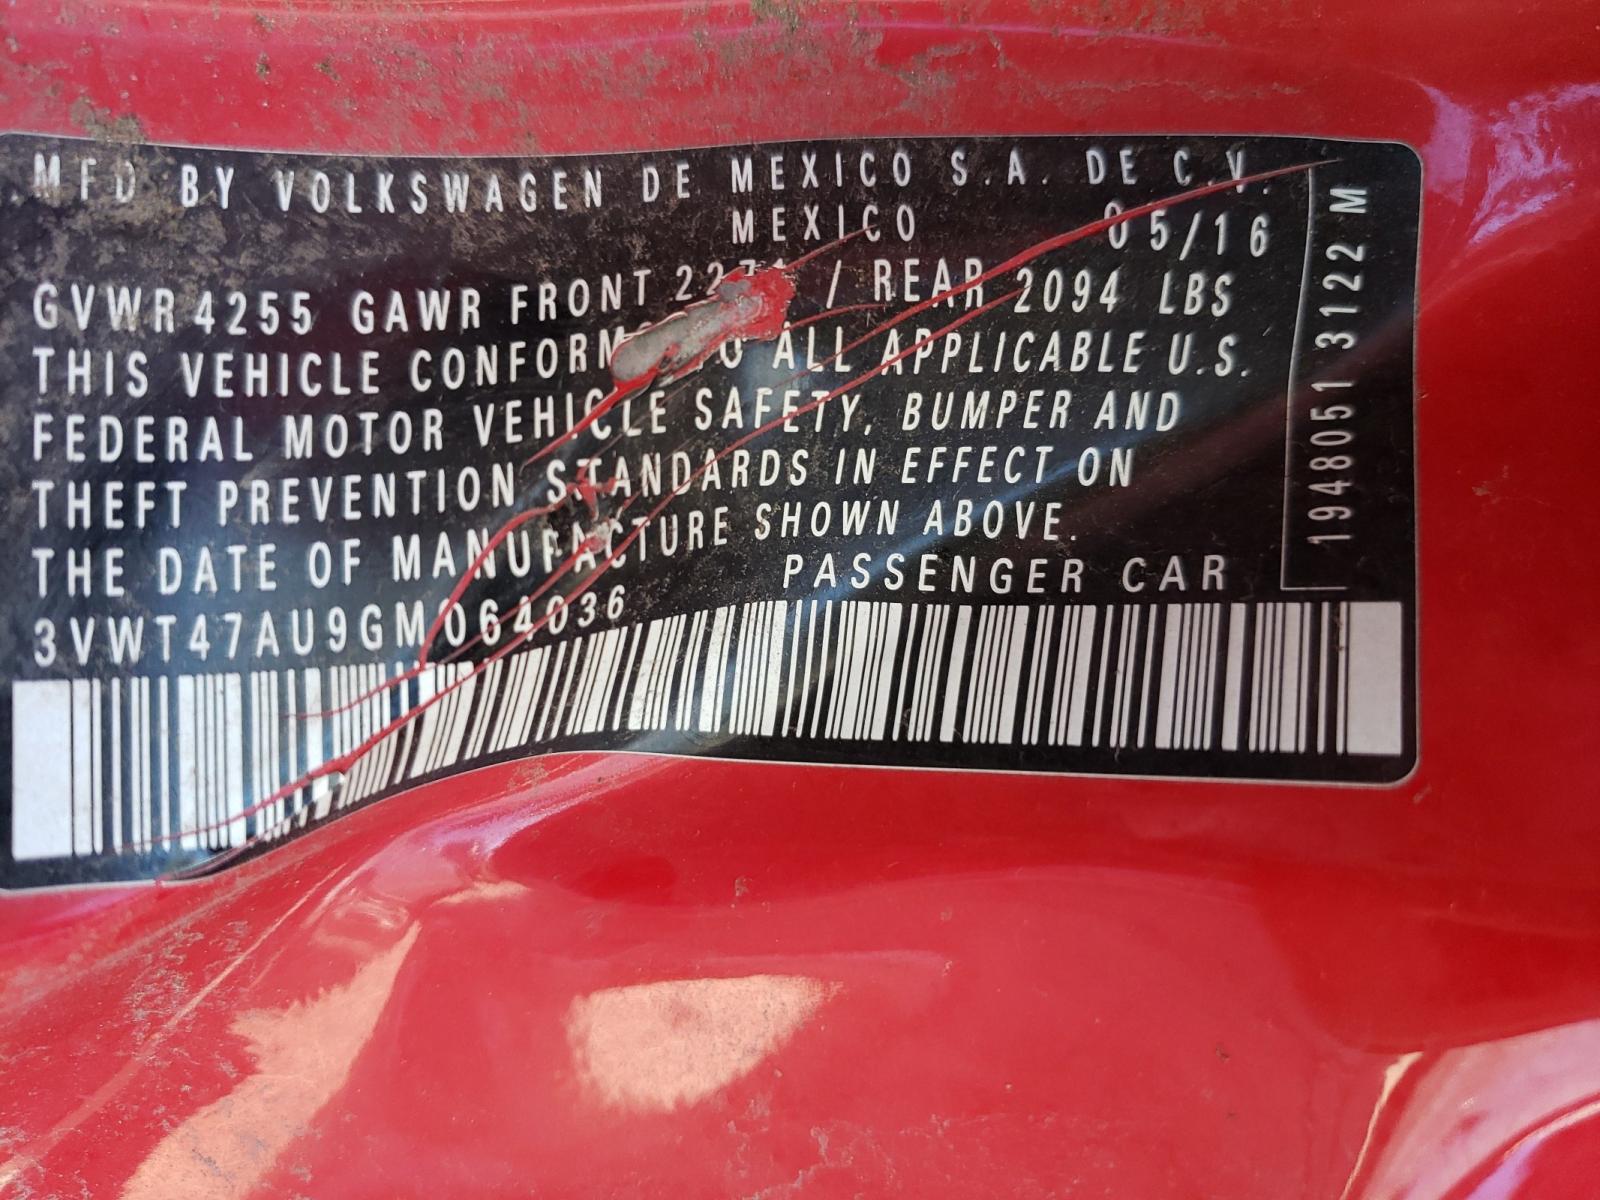 MFD BY VOLKSWAGEN DE MEXICO S.A. DE C.V.
MEXICO 05/16
GVWR 4255 GAWR FRONT / REAR 2094 LBS
THIS VEHICLE ALL APPLICABLE U.S.
FEDERAL MOTOR VEHICLE SAFETY, BUMPER AND
THEFT PREVENTION STANDARDS IN EFFECT ON
THE DATE OF MANUFACTURE SHOWN ABOVE.
3VWT47AU9GM064036 PASSENGER CAR
1948051 3122 M